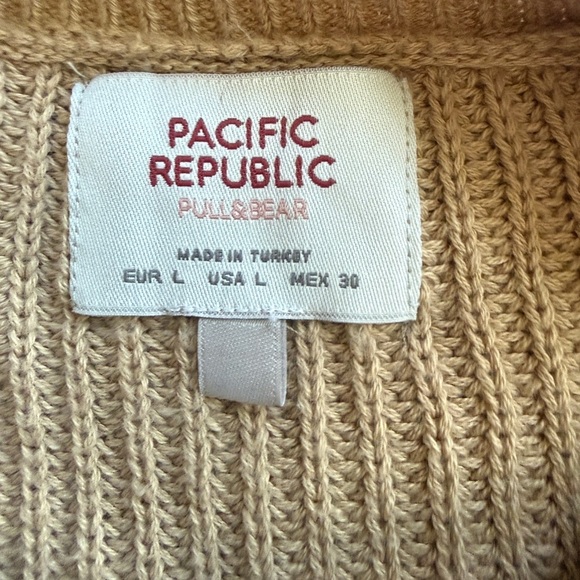 PACIFIC
REPUBLIC
PULL&BEAR
MADE IN TURKEY
EUR L USA L MEX 30